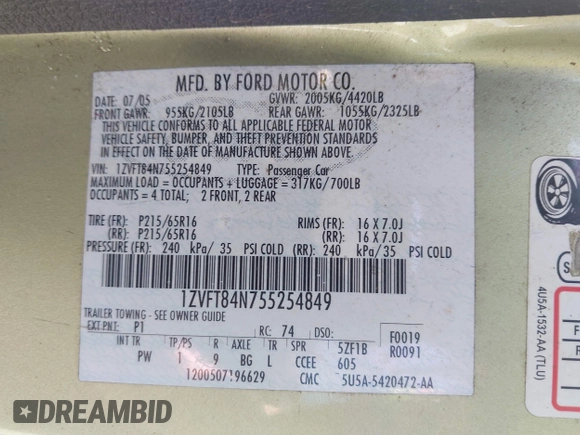 MFD. BY FORD MOTOR CO.
DATE: 07/05 GVWR: 2005KG/4420LB
FRONT GAWR: 955KG/2105LB REAR GAWR: 1055KG/2325LB
THIS VEHICLE CONFORMS TO ALL APPLICABLE FEDERAL MOTOR
VEHICLE SAFETY, BUMPER, AND THEFT PREVENTION STANDARDS
IN EFFECT ON THE DATE OF MANUFACTURE SHOWN ABOVE.
VIN: 1ZVFT84N755254849 TYPE: Passenger Car
MAXIMUM LOAD = OCCUPANTS + LUGGAGE = 317KG/700LB
OCCUPANTS = 4 TOTAL: 2 FRONT, 2 REAR
TIRE (FR): P215/65R16 RIMS (FR): 16 X 7.0J
(RR): P215/65R16 (RR): 16 X 7.0J
PRESSURE (FR): 240 kPa/ 35 PSI COLD (RR): 240 kPa/35 PSI COLD
1ZVFT84N755254849
TRAILER TOWING - SEE OWNER GUIDE
EXT PNT: P1 RC: 74 DSO: F0019
INT TR TP/PS R AXLE TR SPR 5ZF1B R0091
PW 1 9 BG L CCEE 605
1200507196629 CMC 5U5A-5420472-AA
4U5A-1532-AA (TLU)
S
F
R
© AUTOBIDMASTER
DREAMBID